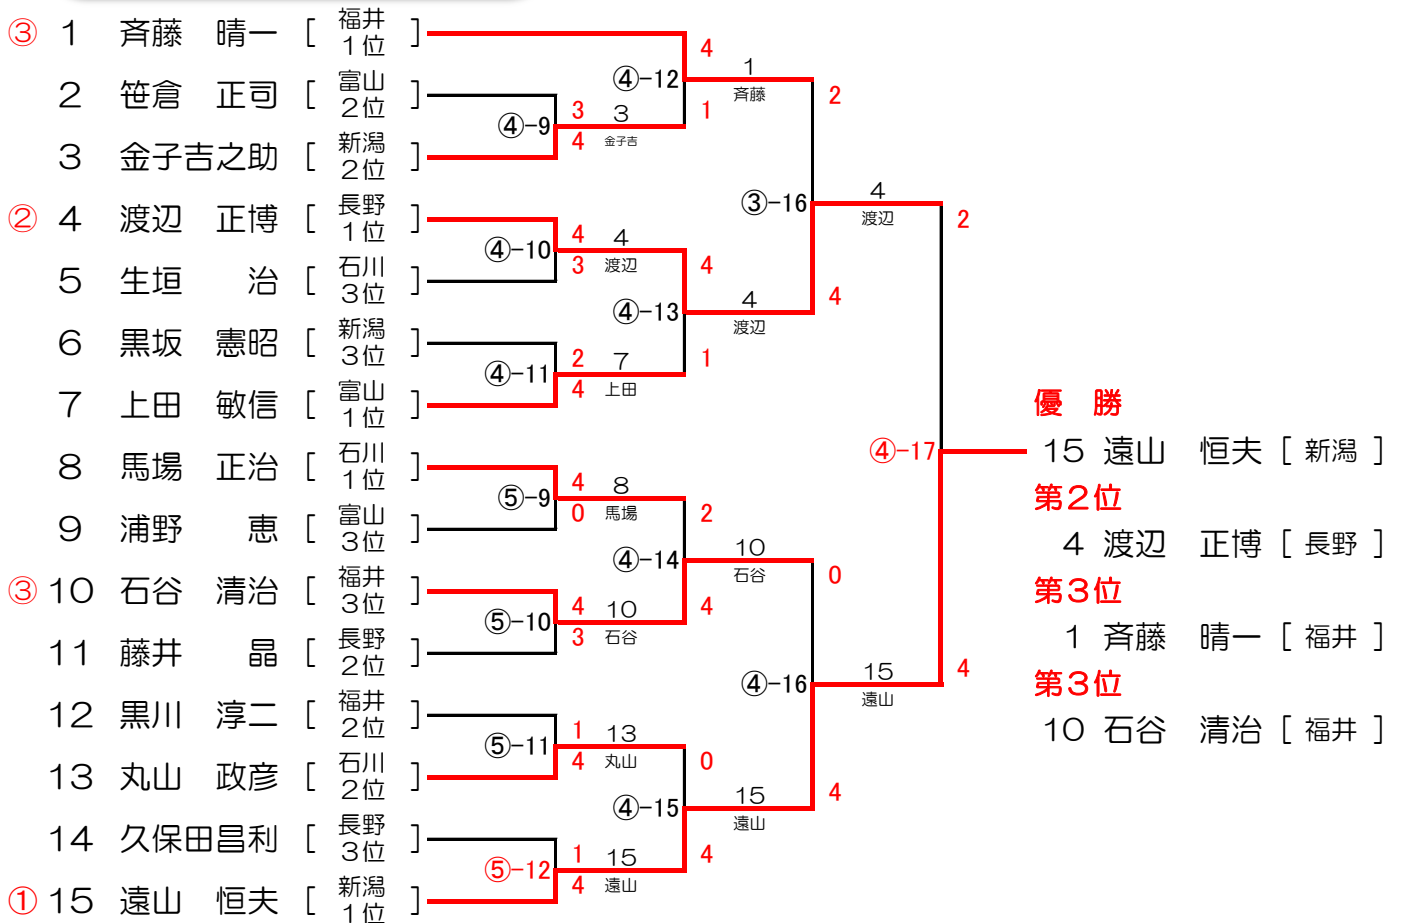 ③ 1 斉藤 晴一 [ 福井 1位 ]
2 笹倉 正司 [ 富山 2位 ]
3 金子吉之助 [ 新潟 2位 ]
② 4 渡辺 正博 [ 長野 1位 ]
5 生垣 治 [ 石川 3位 ]
6 黒坂 憲昭 [ 新潟 3位 ]
7 上田 敏信 [ 富山 1位 ]
8 馬場 正治 [ 石川 1位 ]
9 浦野 恵 [ 富山 3位 ]
③ 10 石谷 清治 [ 福井 3位 ]
11 藤井 晶 [ 長野 2位 ]
12 黒川 淳二 [ 福井 2位 ]
13 丸山 政彦 [ 石川 2位 ]
14 久保田昌利 [ 長野 3位 ]
① 15 遠山 恒夫 [ 新潟 1位 ]
④-9 3 4
3 金子吉
④-10 4 3
4 渡辺
④-11 2 4
7 上田
⑤-9 4 0
8 馬場
⑤-10 4 3
10 石谷
⑤-11 1 4
13 丸山
⑤-12 1 4
15 遠山
④-12 4 1
1 斉藤
④-13 4 1
4 渡辺
④-14 2 4
10 石谷
④-15 0 4
15 遠山
③-16 2 4
4 渡辺
④-16 0 4
15 遠山
④-17 2 4
優 勝
15 遠山 恒夫 [ 新潟 ]
第2位
4 渡辺 正博 [ 長野 ]
第3位
1 斉藤 晴一 [ 福井 ]
第3位
10 石谷 清治 [ 福井 ]